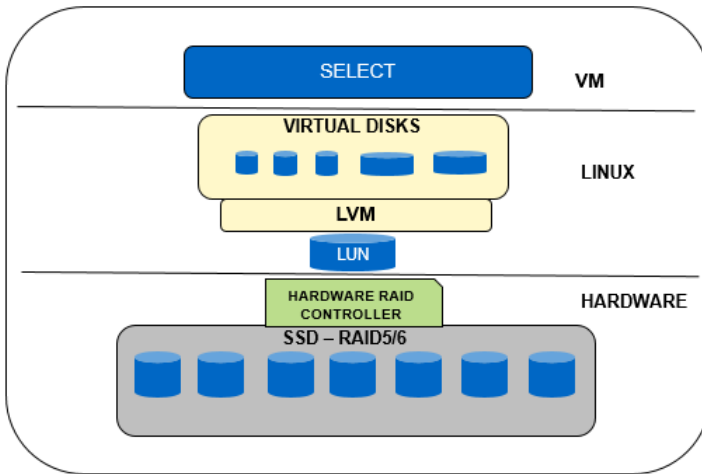 SELECT
VM
VIRTUAL DISKS
LINUX
LVM
LUN
HARDWARE RAID
CONTROLLER
HARDWARE
SSD – RAID5/6